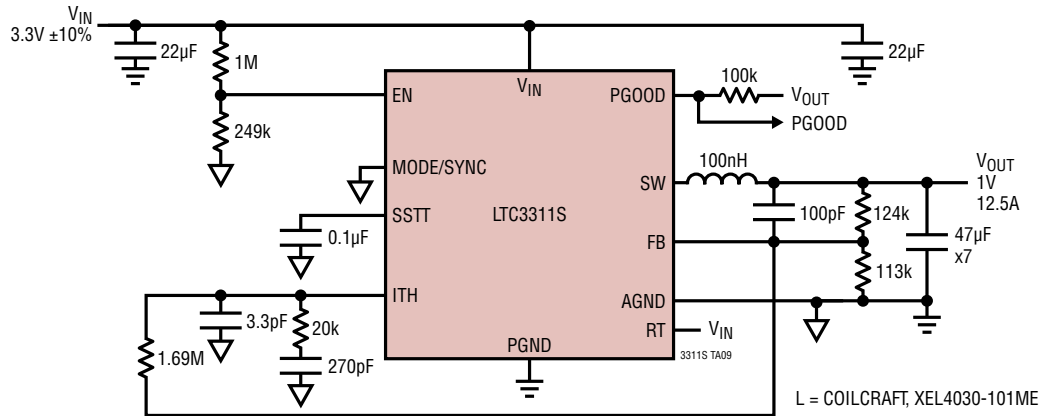 VIN
3.3V ±10%
22µF
1M
249k
VIN
EN
MODE/SYNC
SSTT
ITH
PGND
LTC3311S
PGOOD
SW
FB
AGND
RT
0.1µF
3.3pF
20k
270pF
1.69M
22µF
100k
VOUT
PGOOD
100nH
VOUT
1V
12.5A
100pF
124k
47µF
x7
113k
VIN
3311S TA09
L = COILCRAFT, XEL4030-101ME